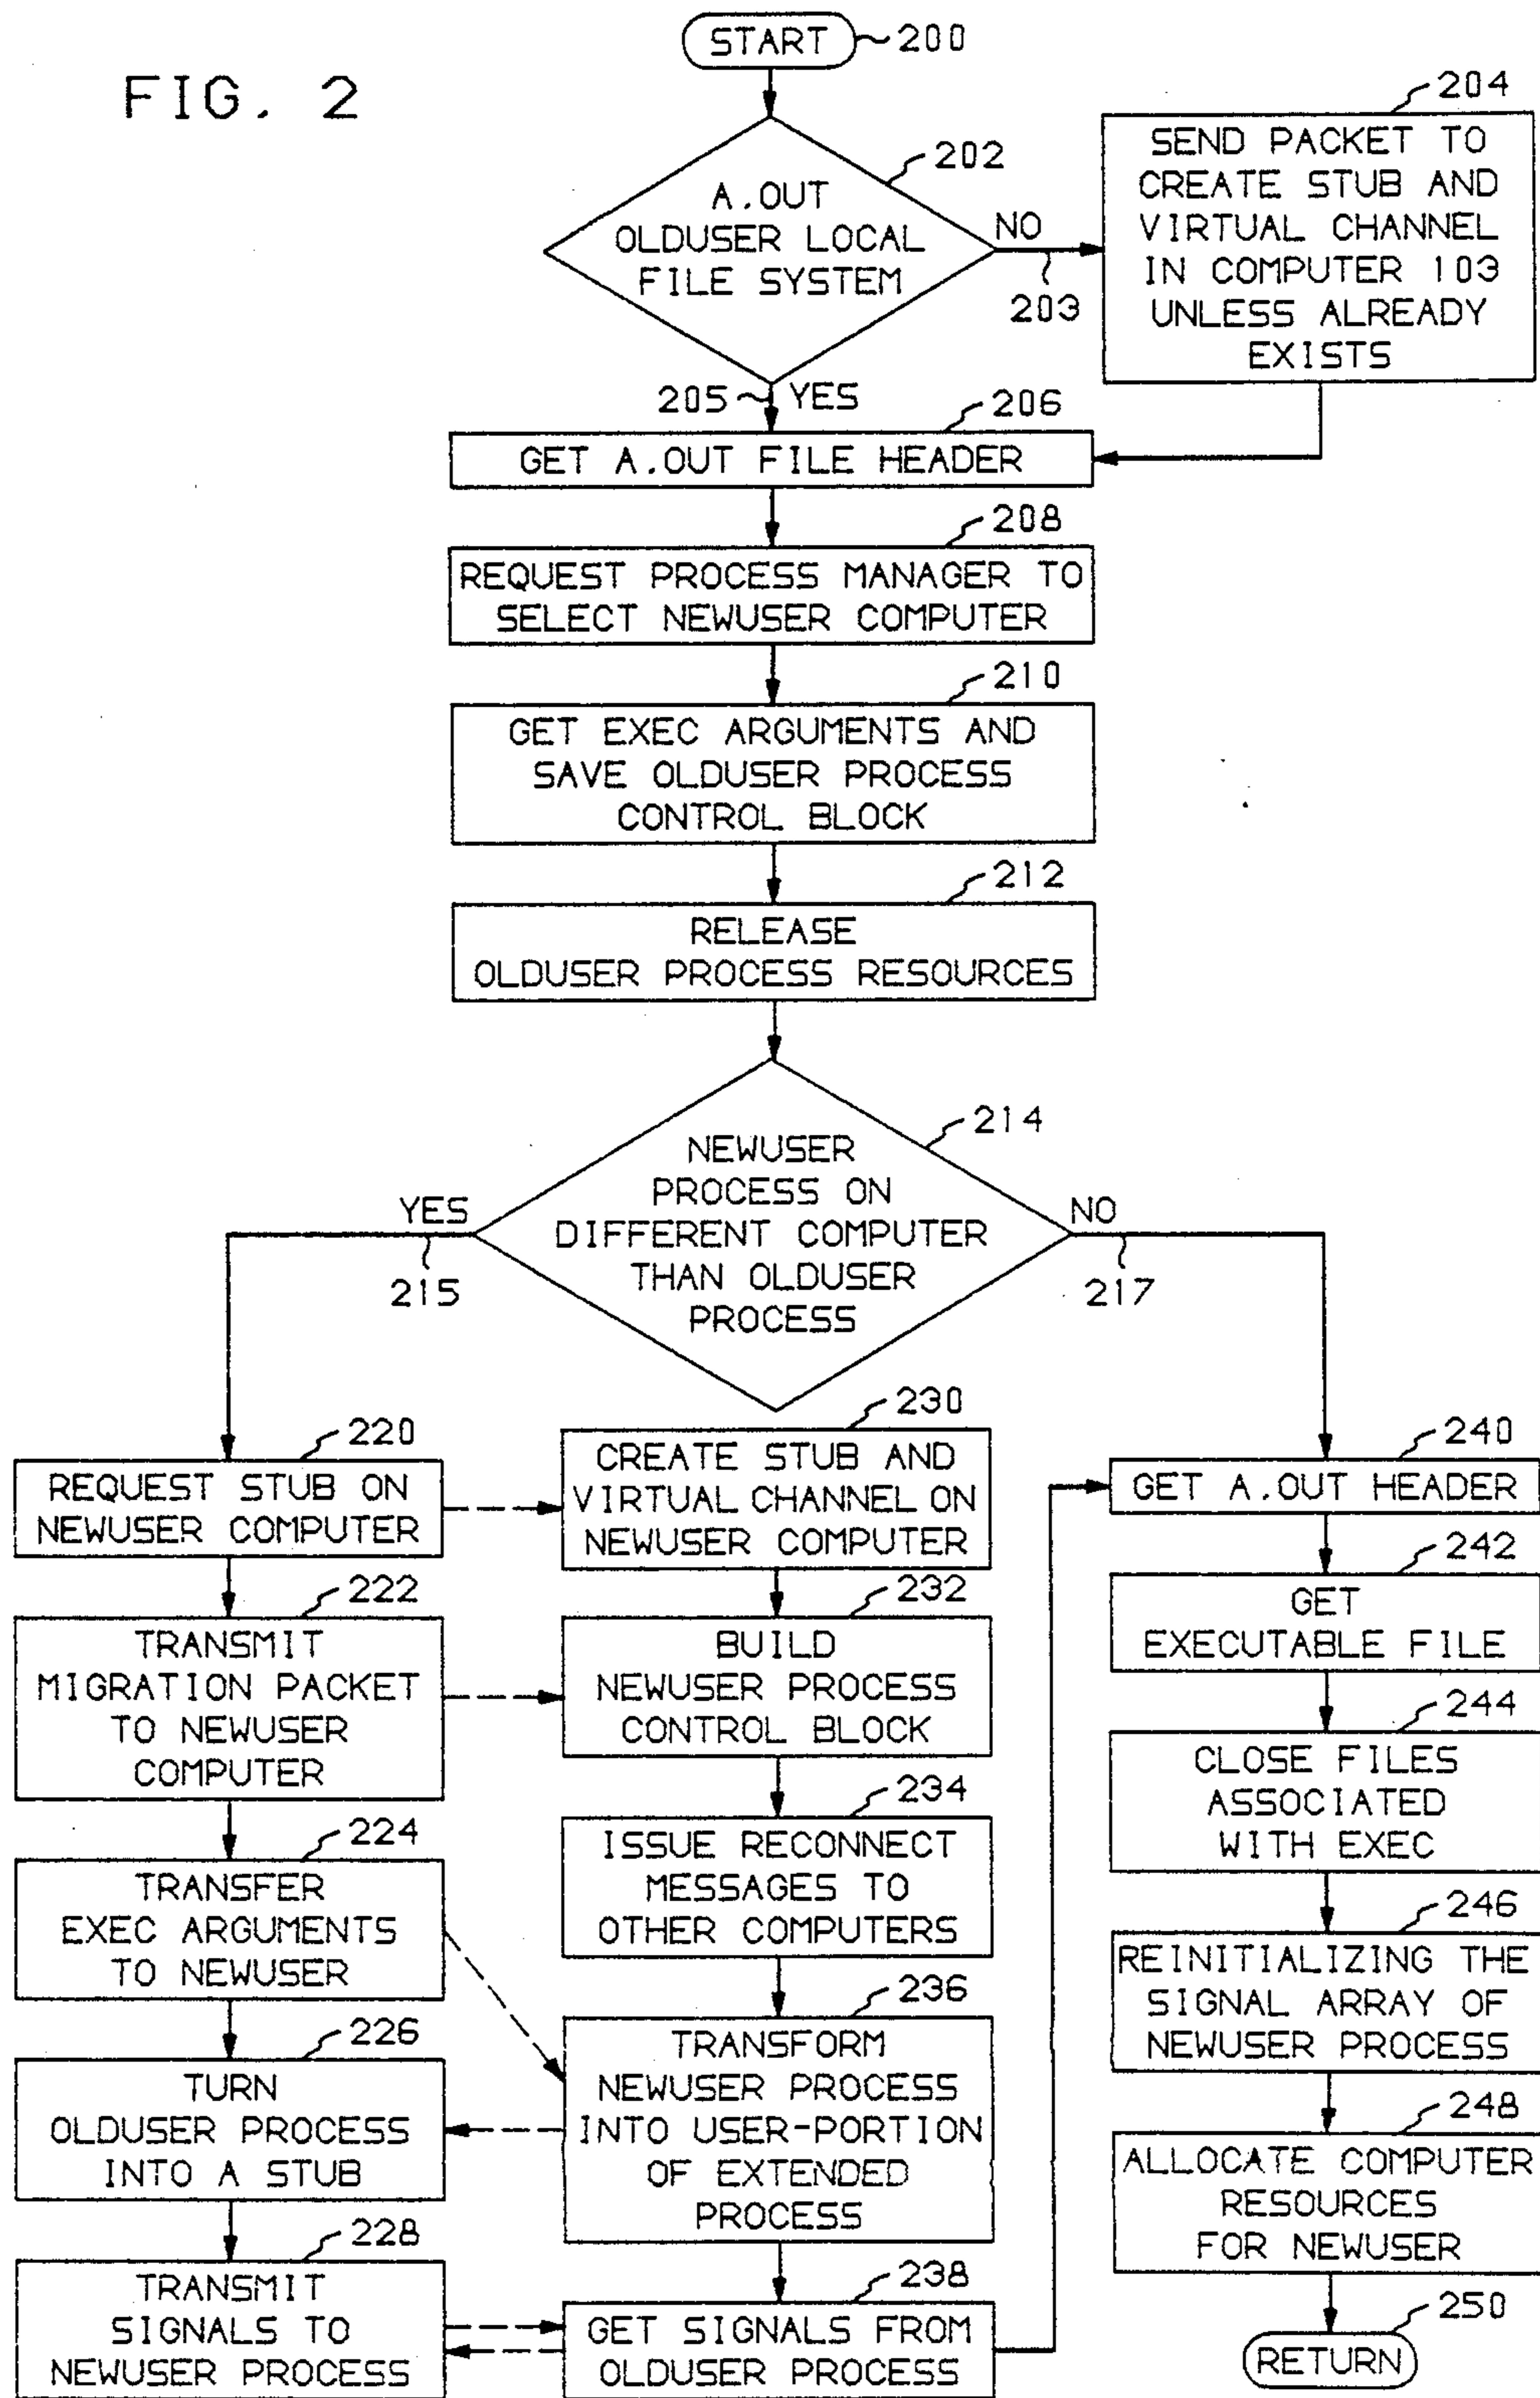 FIG. 2
START
200
202
A.OUT
OLDUSER LOCAL
FILE SYSTEM
NO
203
204
SEND PACKET TO
CREATE STUB AND
VIRTUAL CHANNEL
IN COMPUTER 103
UNLESS ALREADY
EXISTS
205
YES
206
GET A.OUT FILE HEADER
208
REQUEST PROCESS MANAGER TO
SELECT NEWUSER COMPUTER
210
GET EXEC ARGUMENTS AND
SAVE OLDUSER PROCESS
CONTROL BLOCK
212
RELEASE
OLDUSER PROCESS RESOURCES
214
NEWUSER
PROCESS ON
DIFFERENT COMPUTER
THAN OLDUSER
PROCESS
YES
215
NO
217
220
REQUEST STUB ON
NEWUSER COMPUTER
222
TRANSMIT
MIGRATION PACKET
TO NEWUSER
COMPUTER
224
TRANSFER
EXEC ARGUMENTS
TO NEWUSER
226
TURN
OLDUSER PROCESS
INTO A STUB
228
TRANSMIT
SIGNALS TO
NEWUSER PROCESS
230
CREATE STUB AND
VIRTUAL CHANNEL ON
NEWUSER COMPUTER
232
BUILD
NEWUSER PROCESS
CONTROL BLOCK
234
ISSUE RECONNECT
MESSAGES TO
OTHER COMPUTERS
236
TRANSFORM
NEWUSER PROCESS
INTO USER-PORTION
OF EXTENDED
PROCESS
238
GET SIGNALS FROM
OLDUSER PROCESS
240
GET A.OUT HEADER
242
GET
EXECUTABLE FILE
244
CLOSE FILES
ASSOCIATED
WITH EXEC
246
REINITIALIZING THE
SIGNAL ARRAY OF
NEWUSER PROCESS
248
ALLOCATE COMPUTER
RESOURCES
FOR NEWUSER
250
RETURN